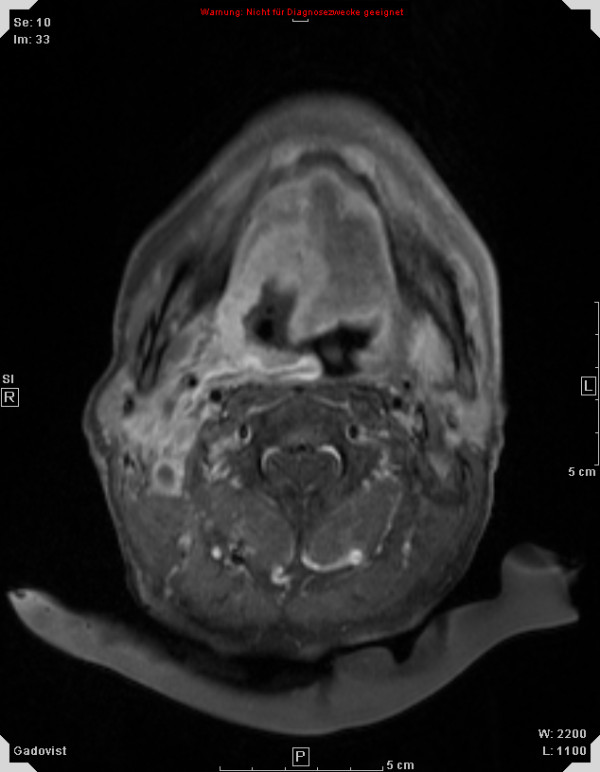 Warnung: Nicht für Diagnosezwecke geeignet
Se: 10
Im: 33
SI
R
L
5 cm
W: 2200
L: 1100
Gadovist
P
5 cm